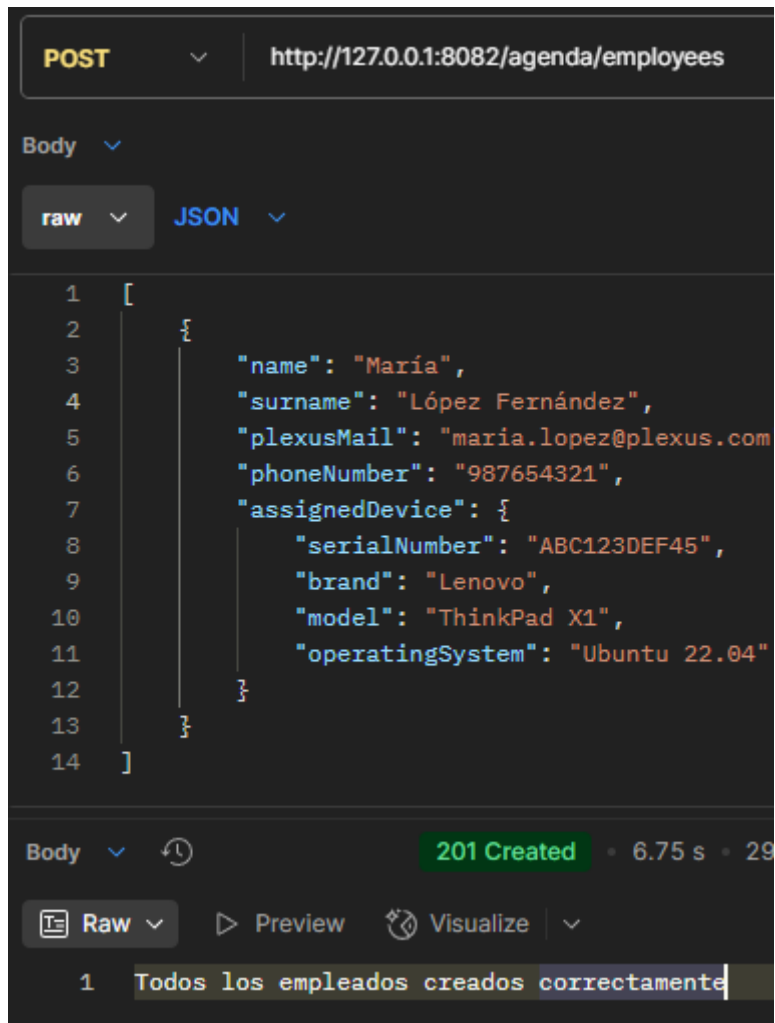 POST http://127.0.0.1:8082/agenda/employees
Body
raw JSON
1 [
2 {
3 "name": "María",
4 "surname": "López Fernández",
5 "plexusMail": "maria.lopez@plexus.com
6 "phoneNumber": "987654321",
7 "assignedDevice": {
8 "serialNumber": "ABC123DEF45",
9 "brand": "Lenovo",
10 "model": "ThinkPad X1",
11 "operatingSystem": "Ubuntu 22.04"
12 }
13 }
14 ]
Body 201 Created • 6.75 s • 29
Raw Preview Visualize
1 Todos los empleados creados correctamente